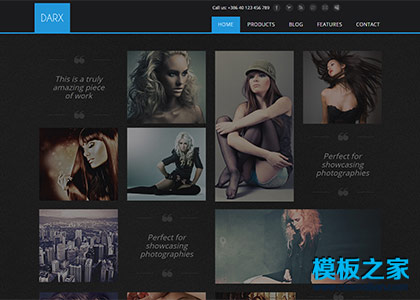 DARX
Call us: +386 40 123 456 789
HOME
PRODUCTS
BLOG
FEATURES
CONTACT
This is a truly
amazing piece
of work
Perfect for
showcasing
photographies
Perfect for
showcasing
photographies
模板之家